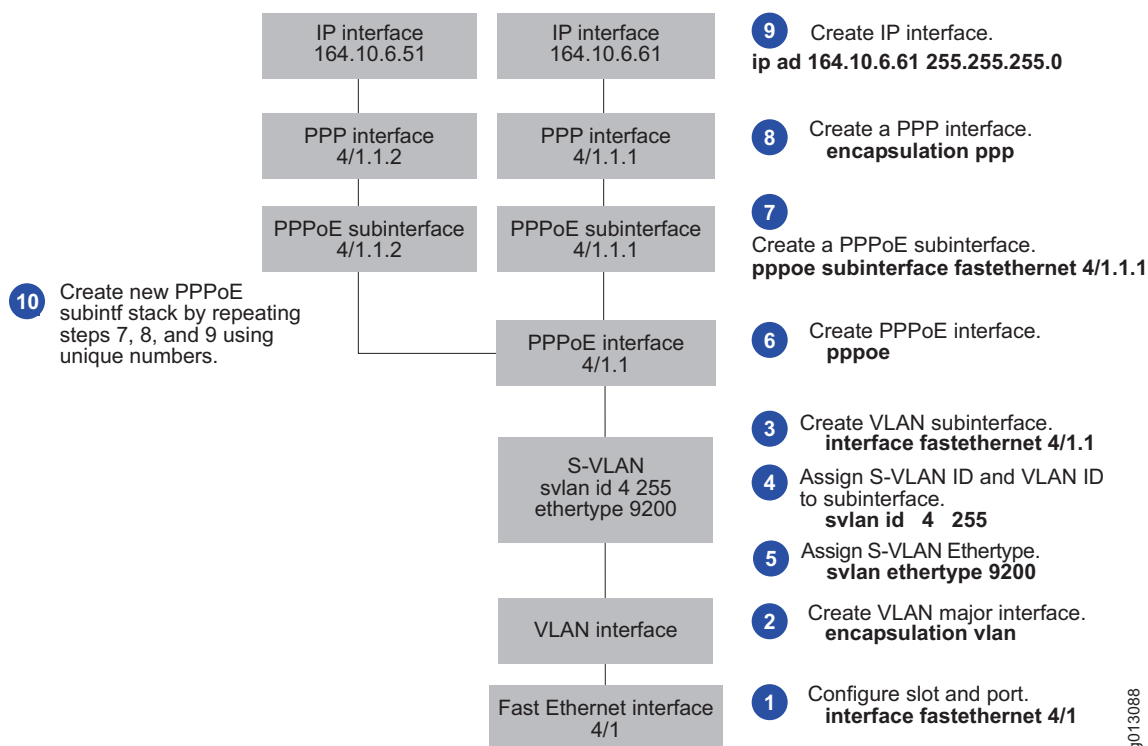 IP interface
164.10.6.51
IP interface
164.10.6.61
9
Create IP interface.
ip ad 164.10.6.61 255.255.255.0
PPP interface
4/1.1.2
PPP interface
4/1.1.1
8
Create a PPP interface.
encapsulation ppp
PPPoE subinterface
4/1.1.2
PPPoE subinterface
4/1.1.1
7
Create a PPPoE subinterface.
pppoe subinterface fastethernet 4/1.1.1
10
Create new PPPoE
subintf stack by repeating
steps 7, 8, and 9 using
unique numbers.
PPPoE interface
4/1.1
6
Create PPPoE interface.
pppoe
S-VLAN
svlan id 4 255
ethertype 9200
3
Create VLAN subinterface.
interface fastethernet 4/1.1
4
Assign S-VLAN ID and VLAN ID
to subinterface.
svlan id 4 255
5
Assign S-VLAN Ethertype.
svlan ethertype 9200
VLAN interface
2
Create VLAN major interface.
encapsulation vlan
Fast Ethernet interface
4/1
1
Configure slot and port.
interface fastethernet 4/1
g013088